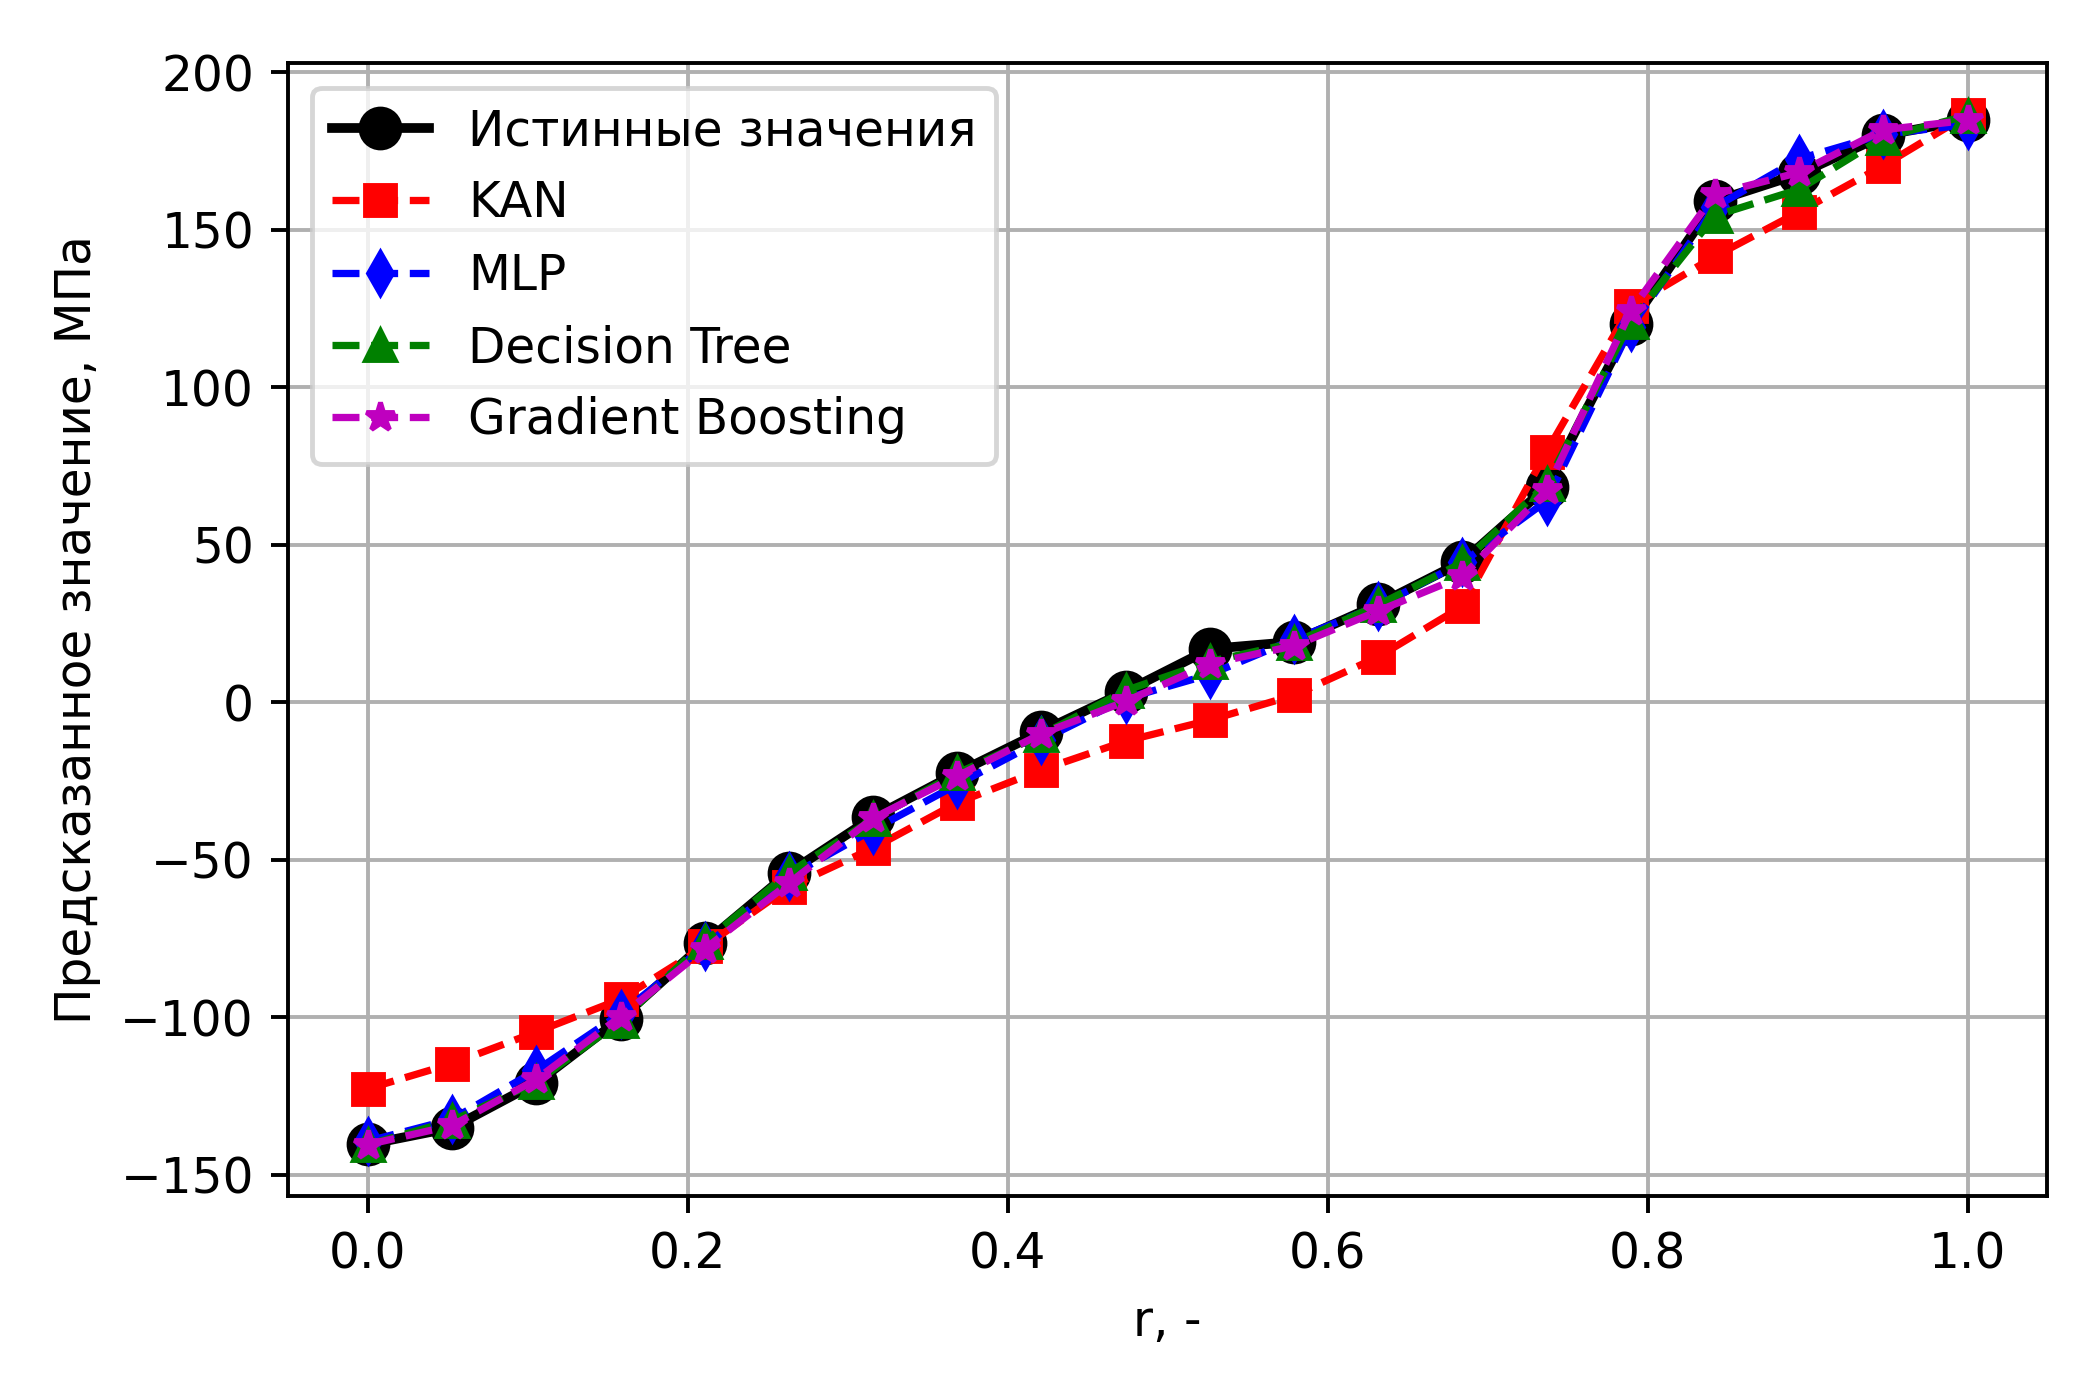 Предсказанное значение, МПа
200
150
100
50
0
−50
−100
−150
Истинные значения
KAN
MLP
Decision Tree
Gradient Boosting
0.0 0.2 0.4 0.6 0.8 1.0
r, -